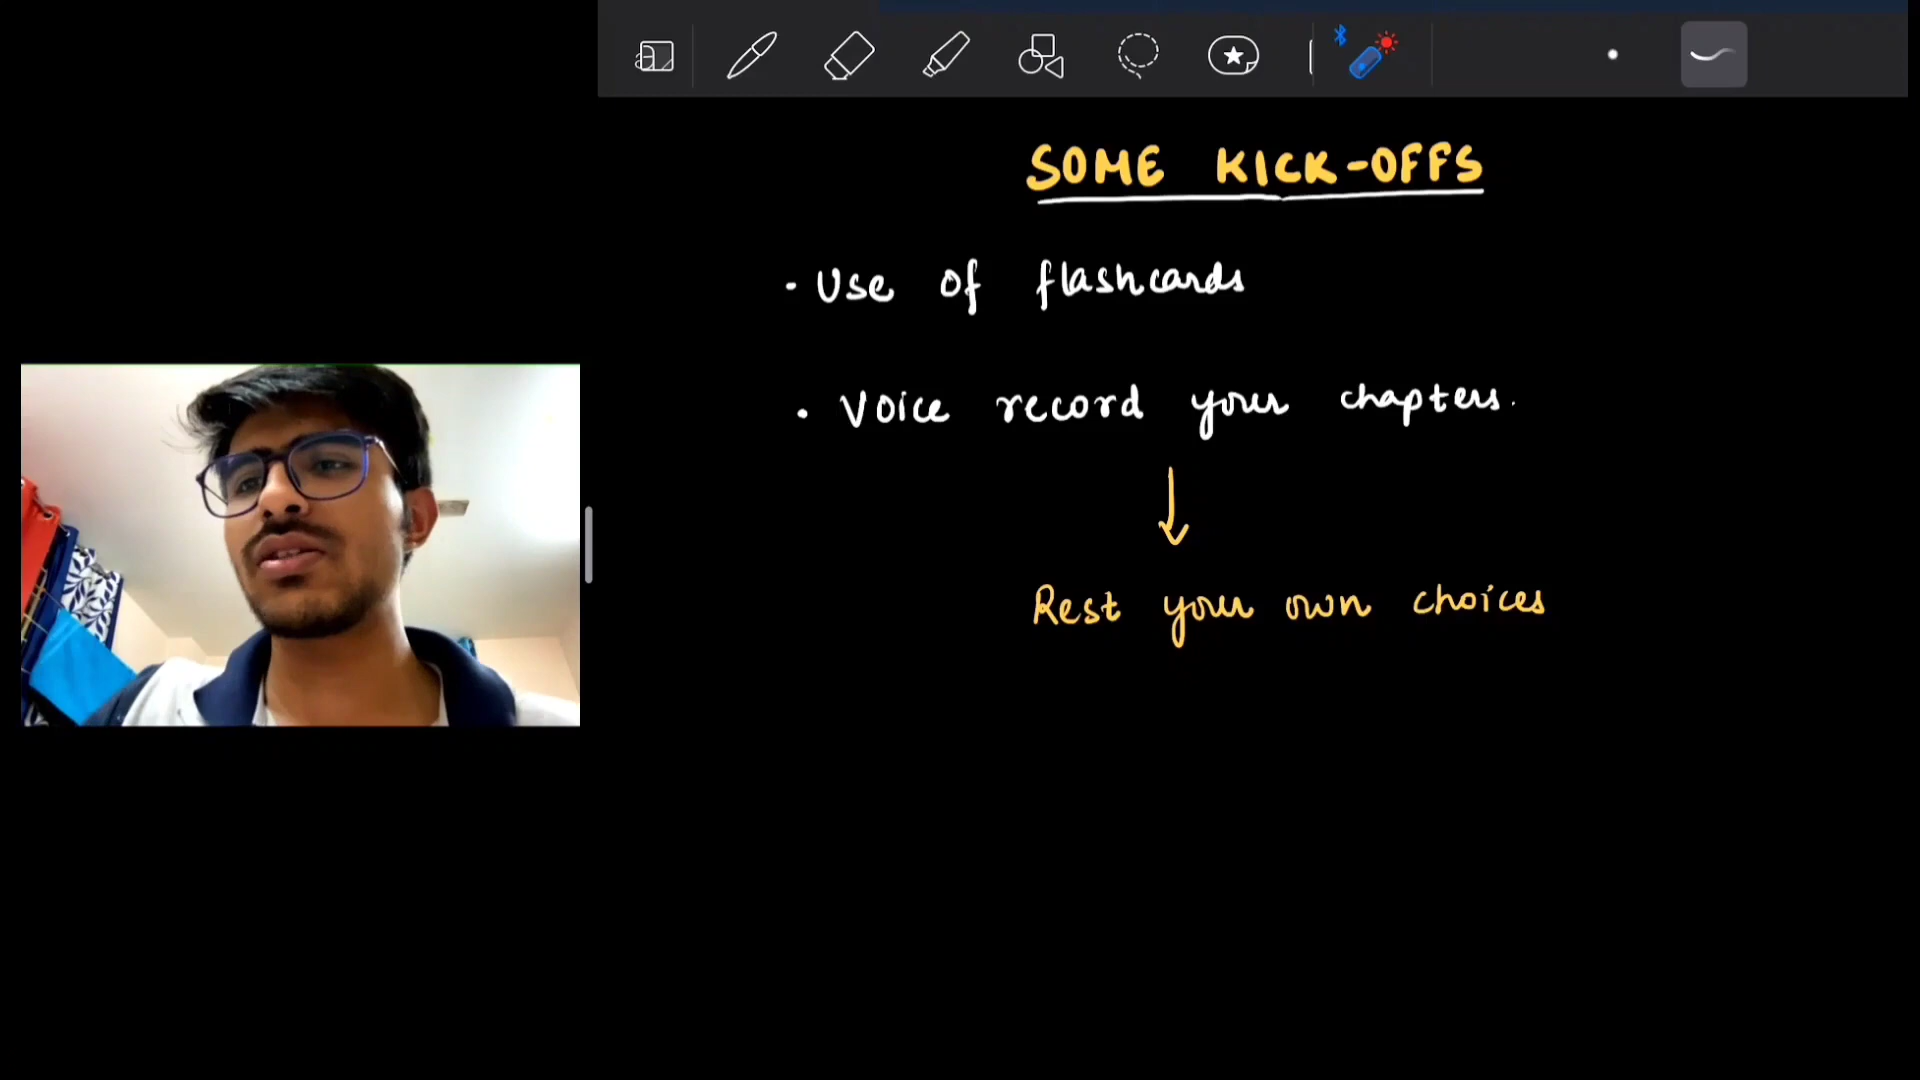 SOME KICK-OFFS
• Use of flashcards
• Voice record your chapters.
↓
Rest your own choices